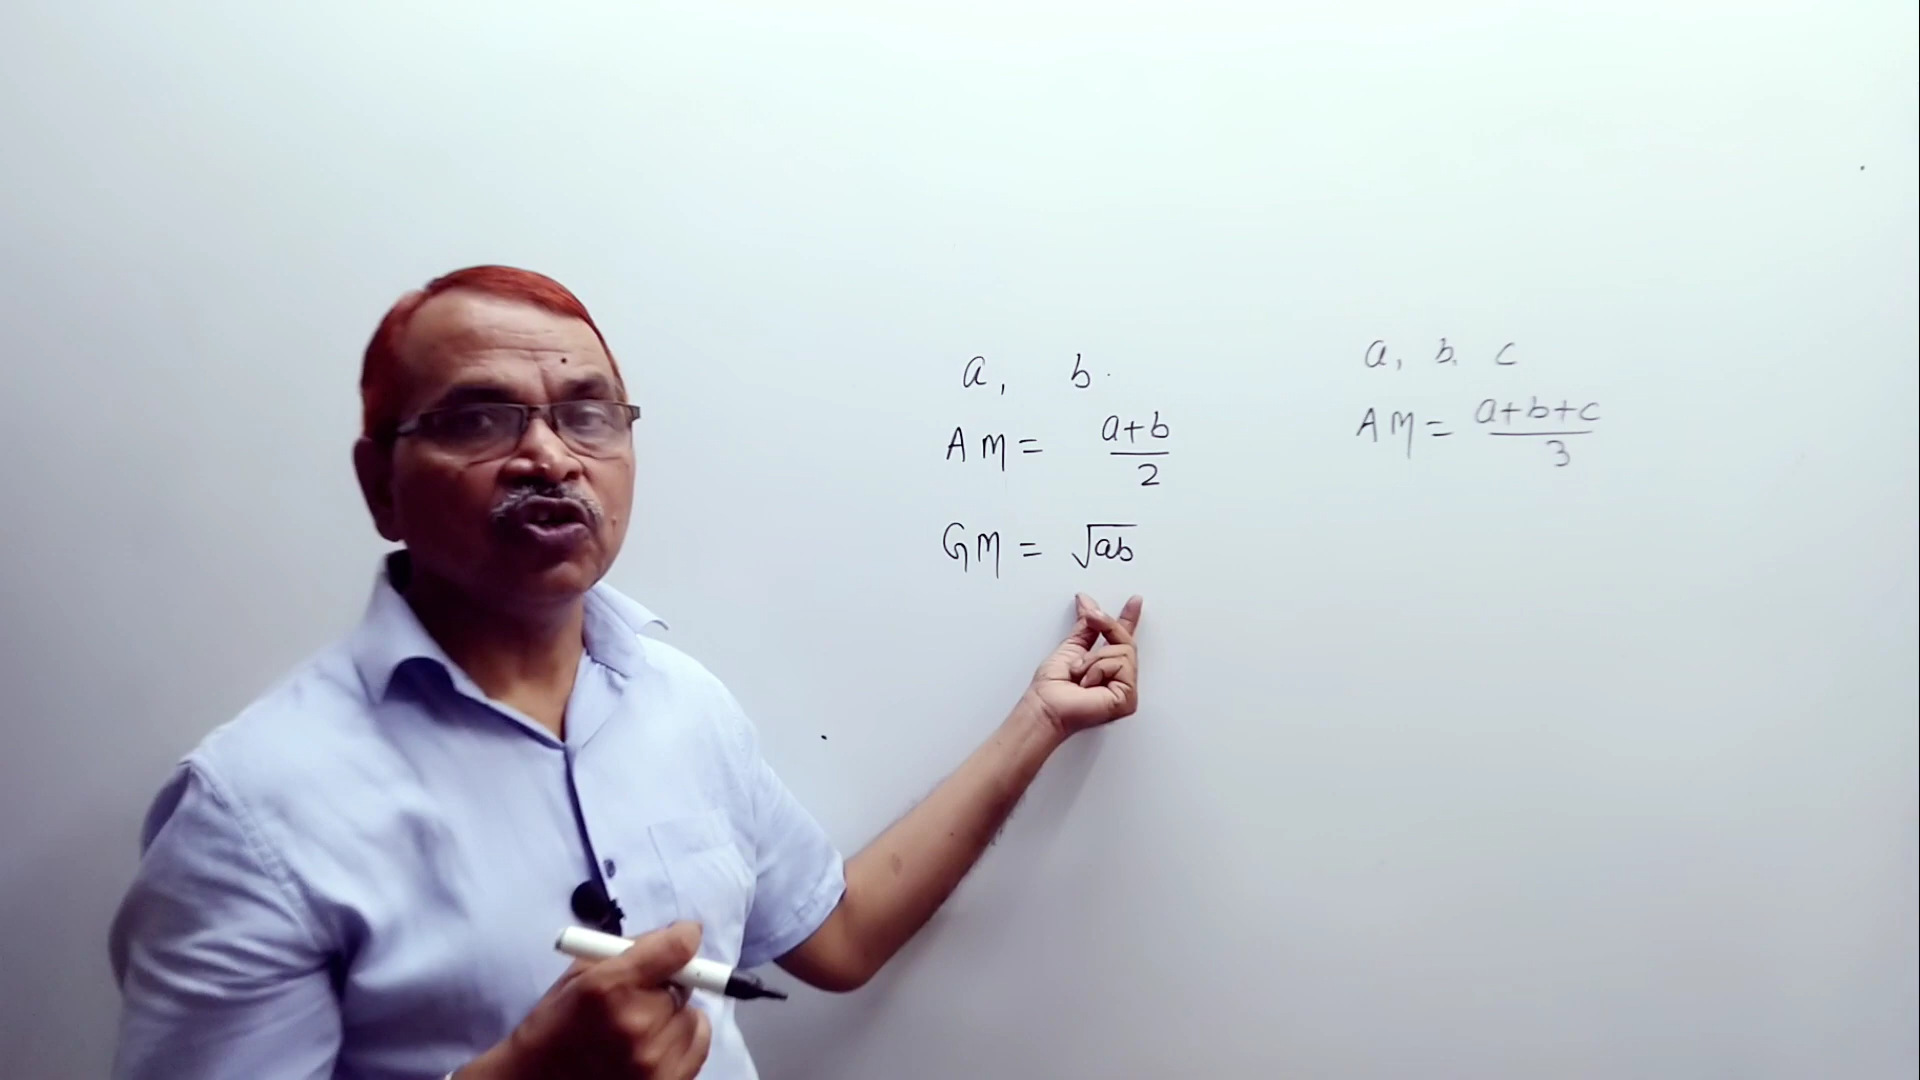 a, b.
AM = a+b/2
GM = √ab
a, b, c
AM = a+b+c/3